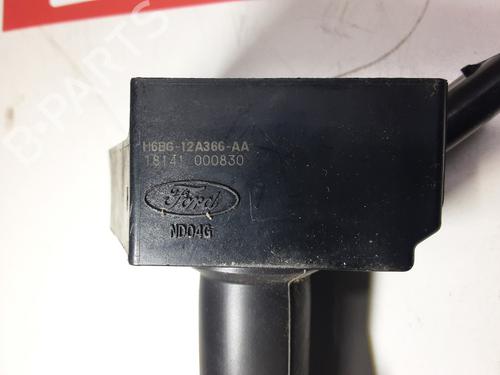 B-PARTS
H6BG-12A366-AA
18141 000830
Ford
ND04G